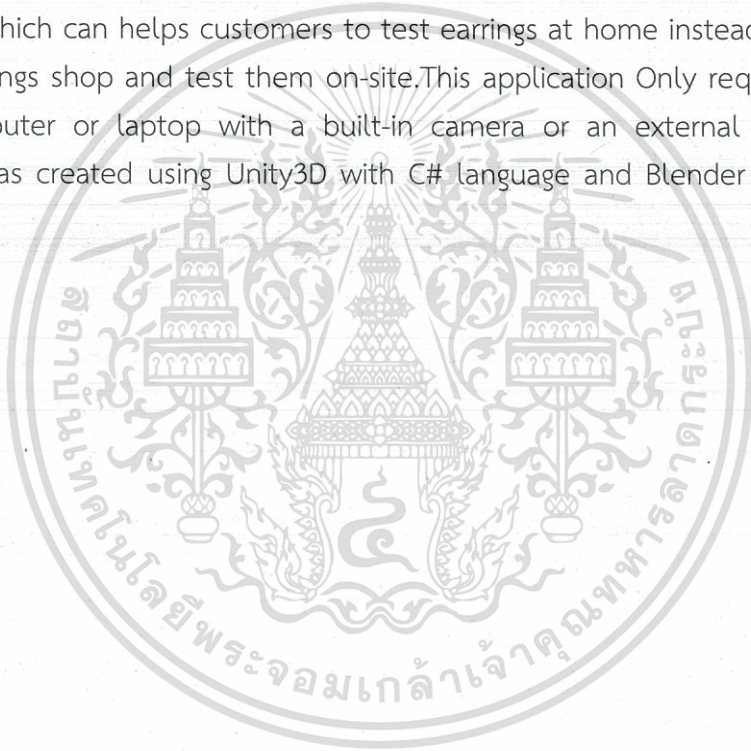 hich can helps customers to test earrings at home instead
ngs shop and test them on-site.This application Only req
outer or laptop with a built-in camera or an external
as created using Unity3D with C# language and Blender
สถาบันเทคโนโลยีพระจอมเกล้าเจ้าคุณทหารลาดกระบัง
๔